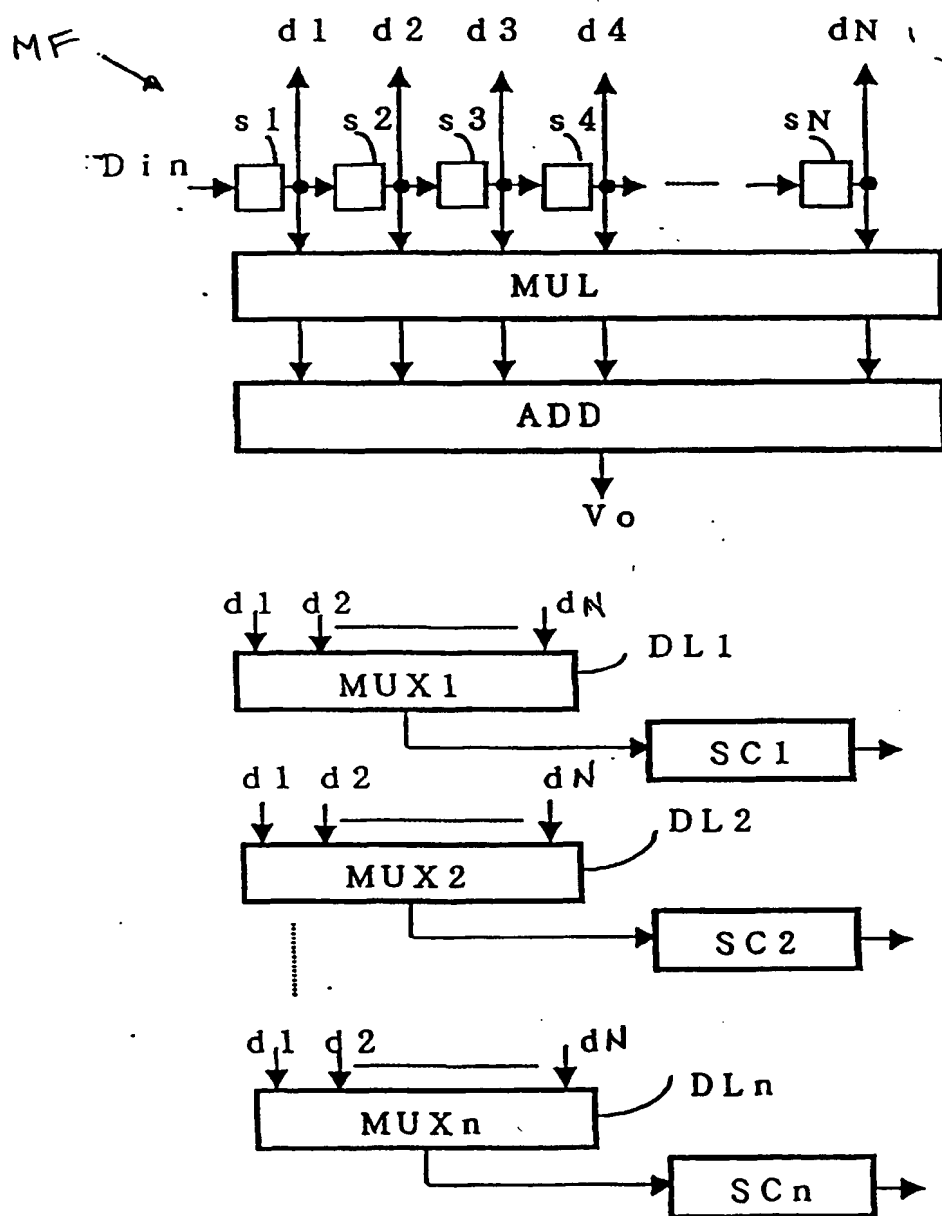 MF
d1 d2 d3 d4 dN
s1 s2 s3 s4 sN
Din
MUL
ADD
Vo
d1 d2 dN
DL1
MUX1
SC1
d1 d2 dN
DL2
MUX2
SC2
d1 d2 dN
DLn
MUXn
SCn